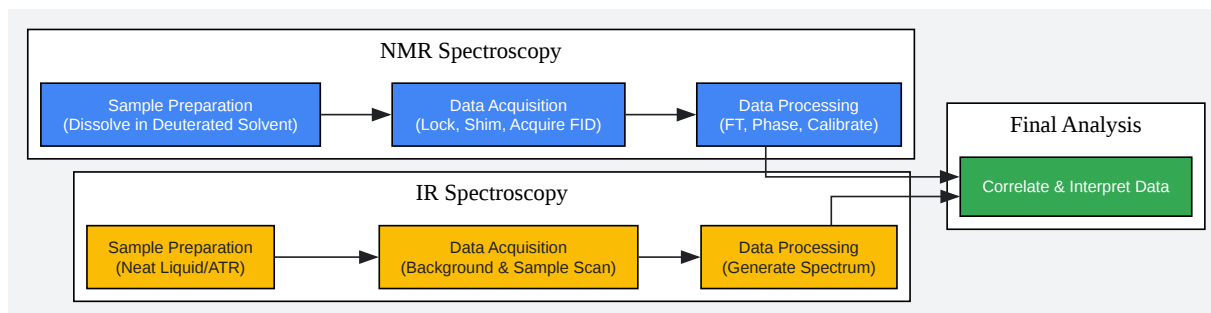 NMR Spectroscopy
Sample Preparation
(Dissolve in Deuterated Solvent)
Data Acquisition
(Lock, Shim, Acquire FID)
Data Processing
(FT, Phase, Calibrate)
IR Spectroscopy
Sample Preparation
(Neat Liquid/ATR)
Data Acquisition
(Background & Sample Scan)
Data Processing
(Generate Spectrum)
Final Analysis
Correlate & Interpret Data